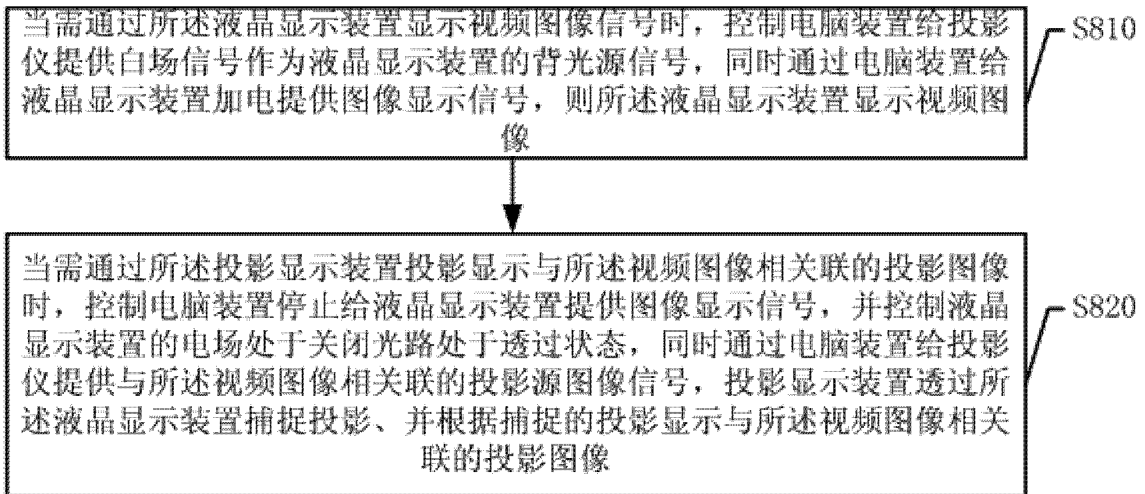 当需通过所述液晶显示装置显示视频图像信号时，控制电脑装置给投影
仪提供白场信号作为液晶显示装置的背光源信号，同时通过电脑装置给
液晶显示装置加电提供图像显示信号，则所述液晶显示装置显示视频图
像
S810
当需通过所述投影显示装置投影显示与所述视频图像相关联的投影图像
时，控制电脑装置停止给液晶显示装置提供图像显示信号，并控制液晶
显示装置的电场处于关闭光路处于透过状态，同时通过电脑装置给投影
仪提供与所述视频图像相关联的投影源图像信号，投影显示装置透过所
述液晶显示装置捕捉投影、并根据捕捉的投影显示与所述视频图像相关
联的投影图像
S820